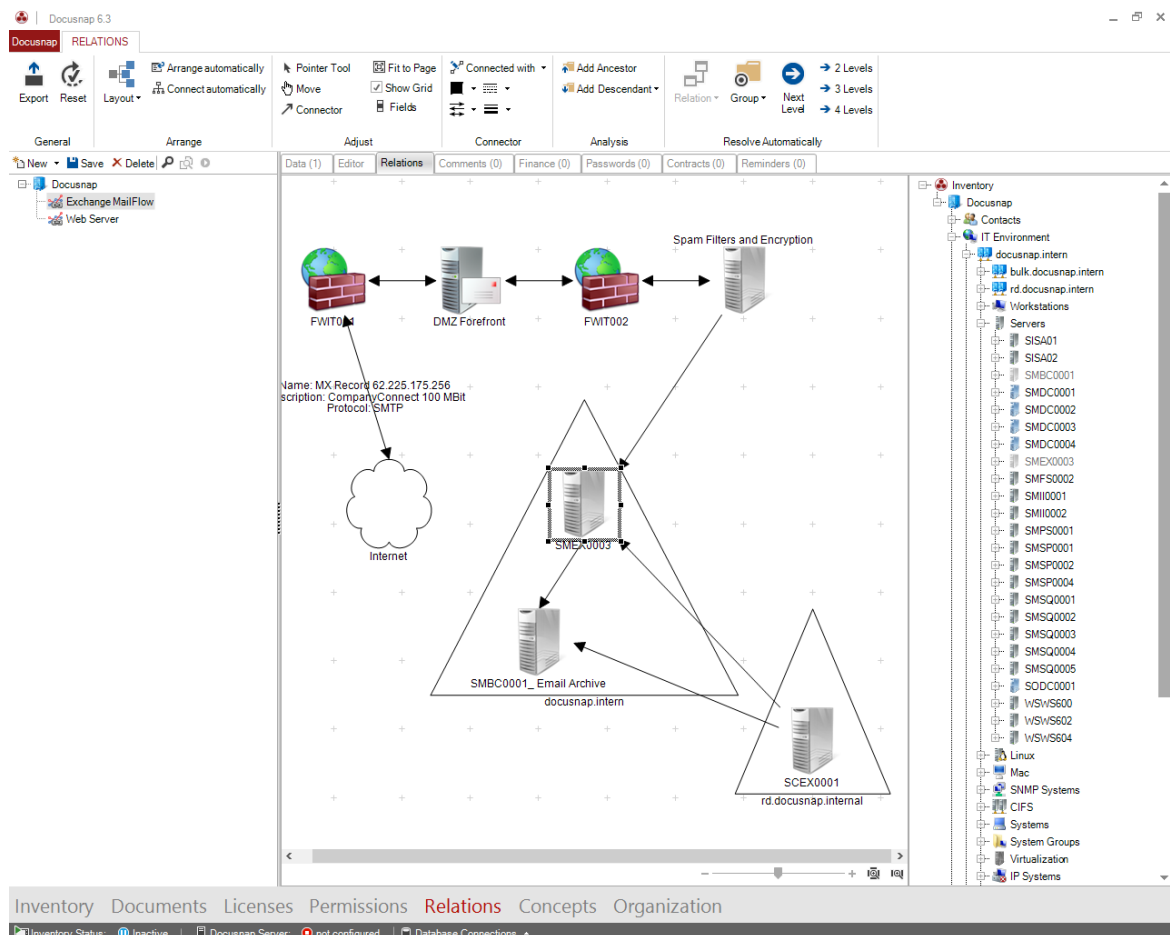 Docusnap 6.3
Docusnap RELATIONS
Export Reset Layout Arrange automatically Connect automatically Pointer Tool Move Connector Fit to Page Show Grid Fields Connected with Add Ancestor Add Descendant Relation Group Next Level 2 Levels 3 Levels 4 Levels
General Arrange Adjust Connector Analysis Resolve Automatically
New Save Delete
Data (1) Editor Relations Comments (0) Finance (0) Passwords (0) Contracts (0) Reminders (0)
Docusnap
Exchange MailFlow
Web Server
Spam Filters and Encryption
DMZ Forefront
FWIT002
Name: MX Record 62.225.175.256
scription: CompanyConnect 100 MBit
Protocol: SMTP
Internet
SMEX0003
SMBC0001_ Email Archive
docusnap.intern
SCEX0001
rd.docusnap.internal
Inventory
Docusnap
Contacts
IT Environment
docusnap.intern
bulk.docusnap.intern
rd.docusnap.intern
Workstations
Servers
SISA01
SISA02
SMBC0001
SMDC0001
SMDC0002
SMDC0003
SMDC0004
SMEX0003
SMFS0002
SMII0001
SMII0002
SMPS0001
SMSP0001
SMSP0002
SMSP0004
SMSQ0001
SMSQ0002
SMSQ0003
SMSQ0004
SMSQ0005
SODC0001
WSWS600
WSWS602
WSWS604
Linux
Mac
SNMP Systems
CIFS
Systems
System Groups
Virtualization
IP Systems
Inventory Documents Licenses Permissions Relations Concepts Organization
Inventory Status: Inactive Docusnap Server: not configured Database Connections